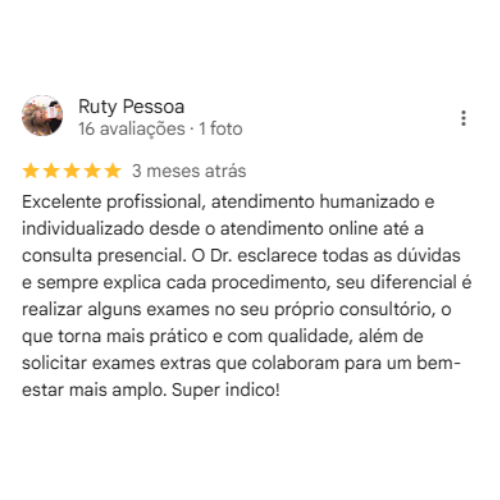 Ruty Pessoa
16 avaliações · 1 foto
3 meses atrás
Excelente profissional, atendimento humanizado e
individualizado desde o atendimento online até a
consulta presencial. O Dr. esclarece todas as dúvidas
e sempre explica cada procedimento, seu diferencial é
realizar alguns exames no seu próprio consultório, o
que torna mais prático e com qualidade, além de
solicitar exames extras que colaboram para um bem-
estar mais amplo. Super indico!